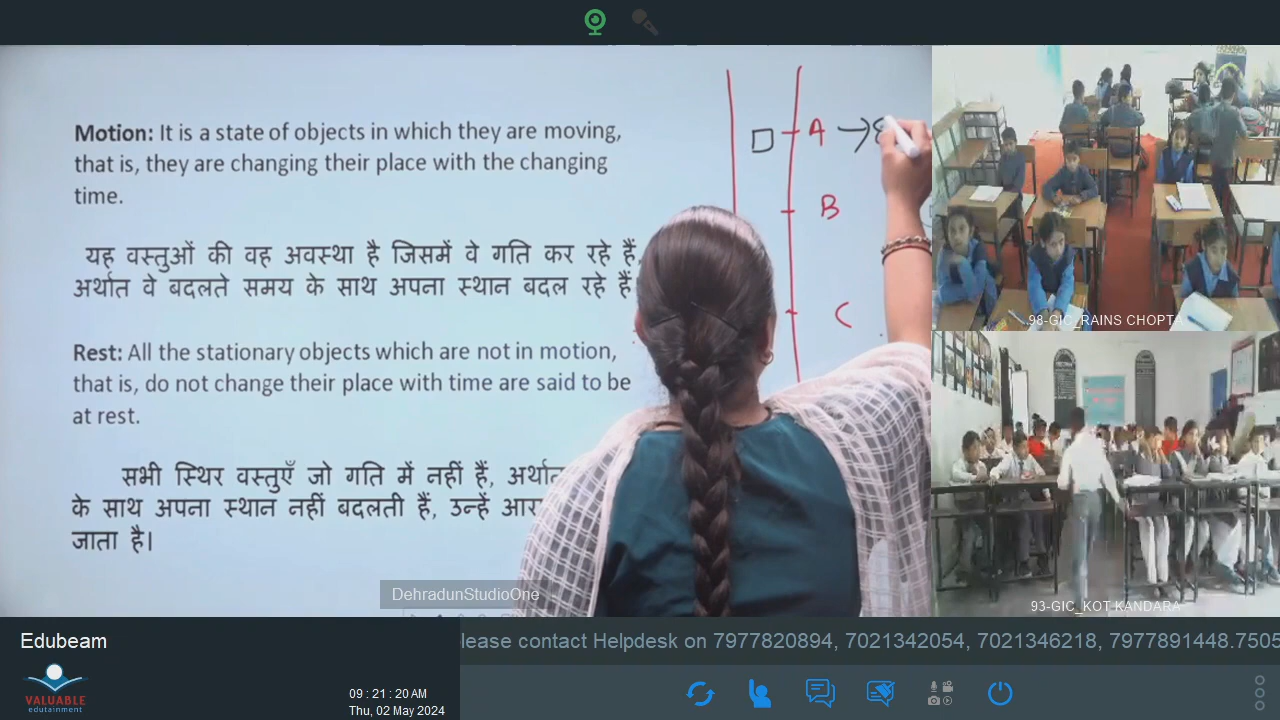 Motion: It is a state of objects in which they are moving,
that is, they are changing their place with the changing
time.
यह वस्तुओं की वह अवस्था है जिसमें वे गति कर रहे हैं,
अर्थात वे बदलते समय के साथ अपना स्थान बदल रहे हैं
Rest: All the stationary objects which are not in motion,
that is, do not change their place with time are said to be
at rest.
सभी स्थिर वस्तुएँ जो गति में नहीं हैं,
के साथ अपना स्थान नहीं बदलती हैं, उन्हें
जाता है।
A →
B
C
98-GIC_RAINS CHOPTA
93-GIC_KOT KANDARA
DehradunStudioOne
Edubeam
lease contact Helpdesk on 7977820894, 7021342054, 7021346218, 7977891448.7505
VALUABLE
edutainment
09 : 21 : 20 AM
Thu, 02 May 2024